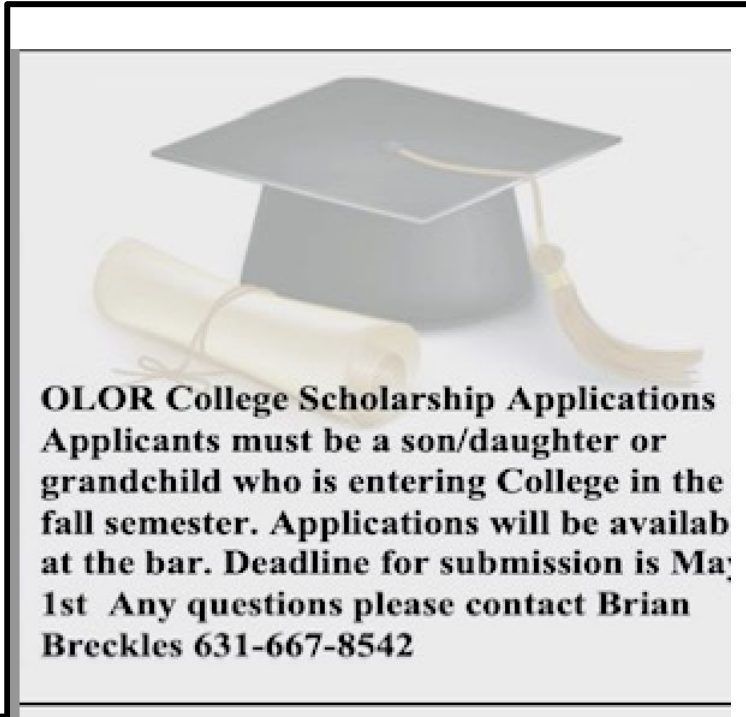 OLOR College Scholarship Applications
Applicants must be a son/daughter or
grandchild who is entering College in the
fall semester. Applications will be availab
at the bar. Deadline for submission is May
1st  Any questions please contact Brian
Breckles 631-667-8542